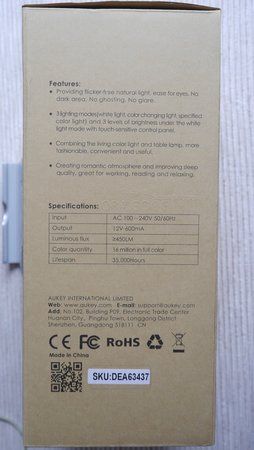 Features:
• Providing flicker-free natural light, ease for eyes. No
dark area. No ghosting. No glare.
• 3 lighting modes(white light, color changing light, specified
color light) and 3 levels of brightness under the white
light mode with touch-sensitive control panel.
• Combining the living color light and table lamp, more
fashionable, convenient and useful.
• Creating romantic atmosphere and improving sleep
quality, great for working, reading and relaxing.
Specifications:
Input AC 100~240V 50/60Hz
Output 12V 600mA
Luminous flux ≥450LM
Color quantity 16 million in full color
Lifespan 35,000Hours
AUKEY INTERNATIONAL LIMITED
Web: www.aukey.com E-mail: support@aukey.com
Add: No.102, Building P09, Electronic Trading Center
Huanan City, Pinghu Town, Longgang District
Shenzhen, Guangdong 518111 CN
CE FC RoHS
Made in China
SKU:DEA63437